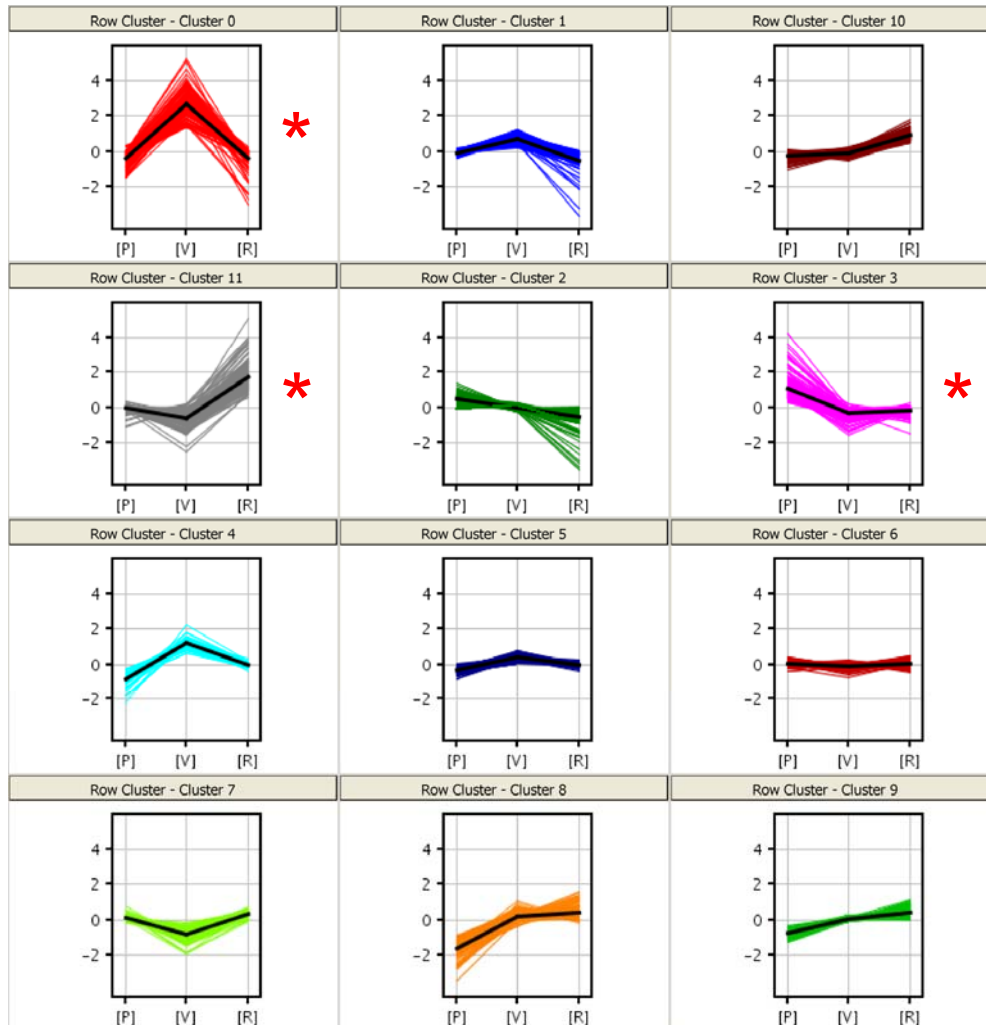 Row Cluster - Cluster 0
4
2
0
−2
[P] [V] [R]
*
Row Cluster - Cluster 1
4
2
0
−2
[P] [V] [R]
Row Cluster - Cluster 10
4
2
0
−2
[P] [V] [R]
Row Cluster - Cluster 11
4
2
0
−2
[P] [V] [R]
*
Row Cluster - Cluster 2
4
2
0
−2
[P] [V] [R]
Row Cluster - Cluster 3
4
2
0
−2
[P] [V] [R]
*
Row Cluster - Cluster 4
4
2
0
−2
[P] [V] [R]
Row Cluster - Cluster 5
4
2
0
−2
[P] [V] [R]
Row Cluster - Cluster 6
4
2
0
−2
[P] [V] [R]
Row Cluster - Cluster 7
4
2
0
−2
[P] [V] [R]
Row Cluster - Cluster 8
4
2
0
−2
[P] [V] [R]
Row Cluster - Cluster 9
4
2
0
−2
[P] [V] [R]